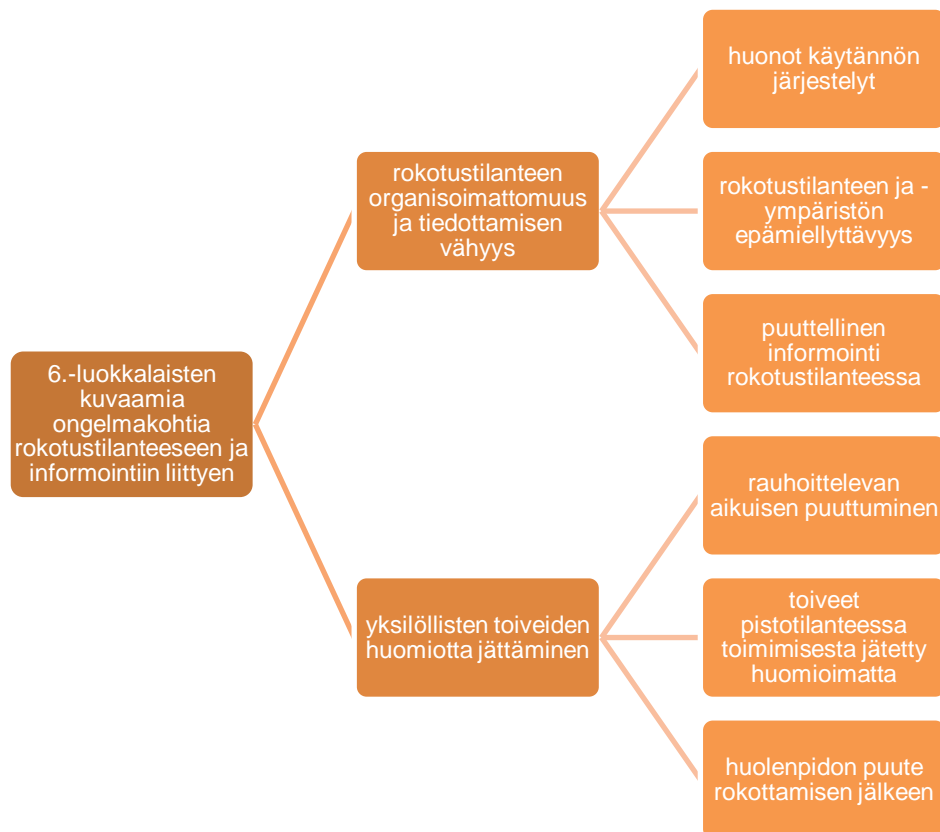 huonot käytännön
järjestelyt
rokotustilanteen
organisoimattomuus
ja tiedottamisen
vähyys
rokotustilanteen ja -
ympäristön
epämiellyttävyys
puuttellinen
informointi
rokotustilanteessa
6.-luokkalaisten
kuvaamia
ongelmakohtia
rokotustilanteeseen ja
informointiin liittyen
rauhoittelevan
aikuisen puuttuminen
yksilöllisten toiveiden
huomiotta jättäminen
toiveet
pistotilanteessa
toimimisesta jätetty
huomioimatta
huolenpidon puute
rokottamisen jälkeen